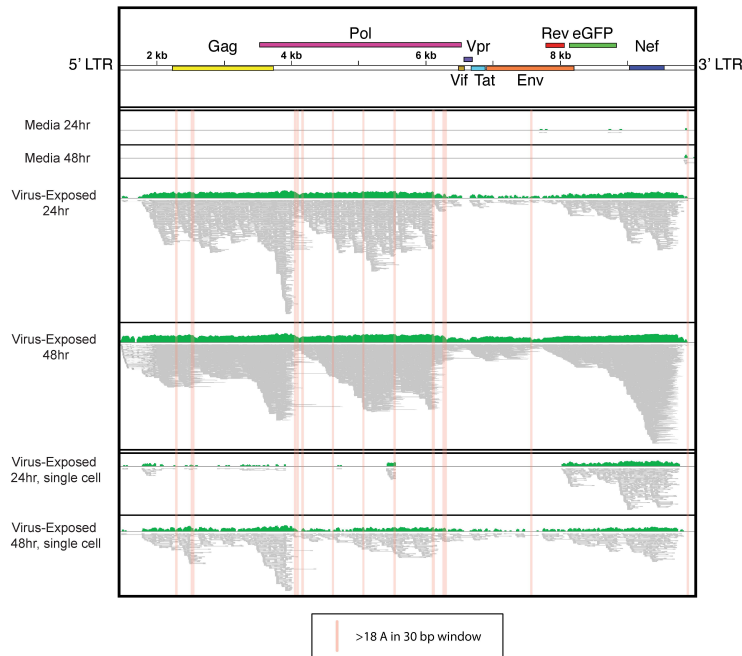 Pol
Rev eGFP
Gag
Vpr
Nef
2 kb
4 kb
6 kb
8 kb
5' LTR
3' LTR
Vif Tat
Env
Media 24hr
Media 48hr
Virus-Exposed
24hr
Virus-Exposed
48hr
Virus-Exposed
24hr, single cell
Virus-Exposed
48hr, single cell
>18 A in 30 bp window